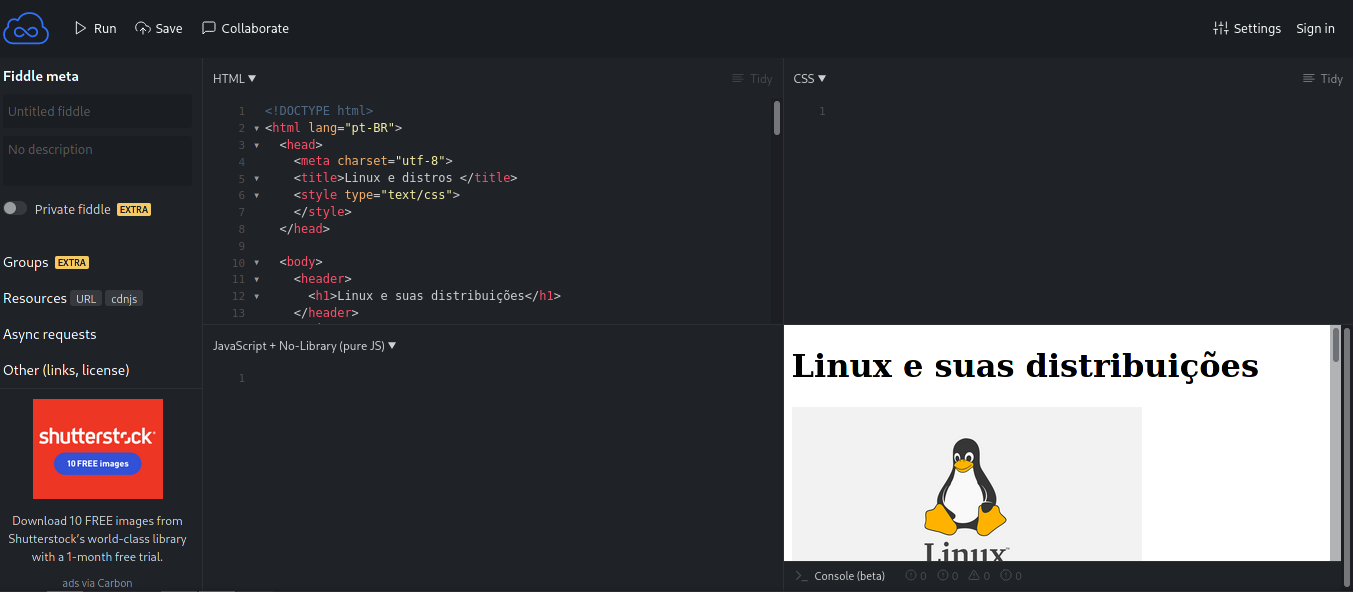 Run Save Collaborate Settings Sign in
Fiddle meta
Untitled fiddle
No description
Private fiddle EXTRA
Groups EXTRA
Resources URL cdnjs
Async requests
Other (links, license)
shutterstock
10 FREE images
Download 10 FREE images from
Shutterstock's world-class library
with a 1-month free trial.
ads via Carbon
HTML ▼ Tidy
1 <!DOCTYPE html>
2 <html lang="pt-BR">
3 <head>
4 <meta charset="utf-8">
5 <title>Linux e distros </title>
6 <style type="text/css">
7 </style>
8 </head>
9
10 <body>
11 <header>
12 <h1>Linux e suas distribuições</h1>
13 </header>
JavaScript + No-Library (pure JS) ▼
1
CSS ▼ Tidy
1
Linux e suas distribuições
Linux
>_ Console (beta) 0 0 0 0